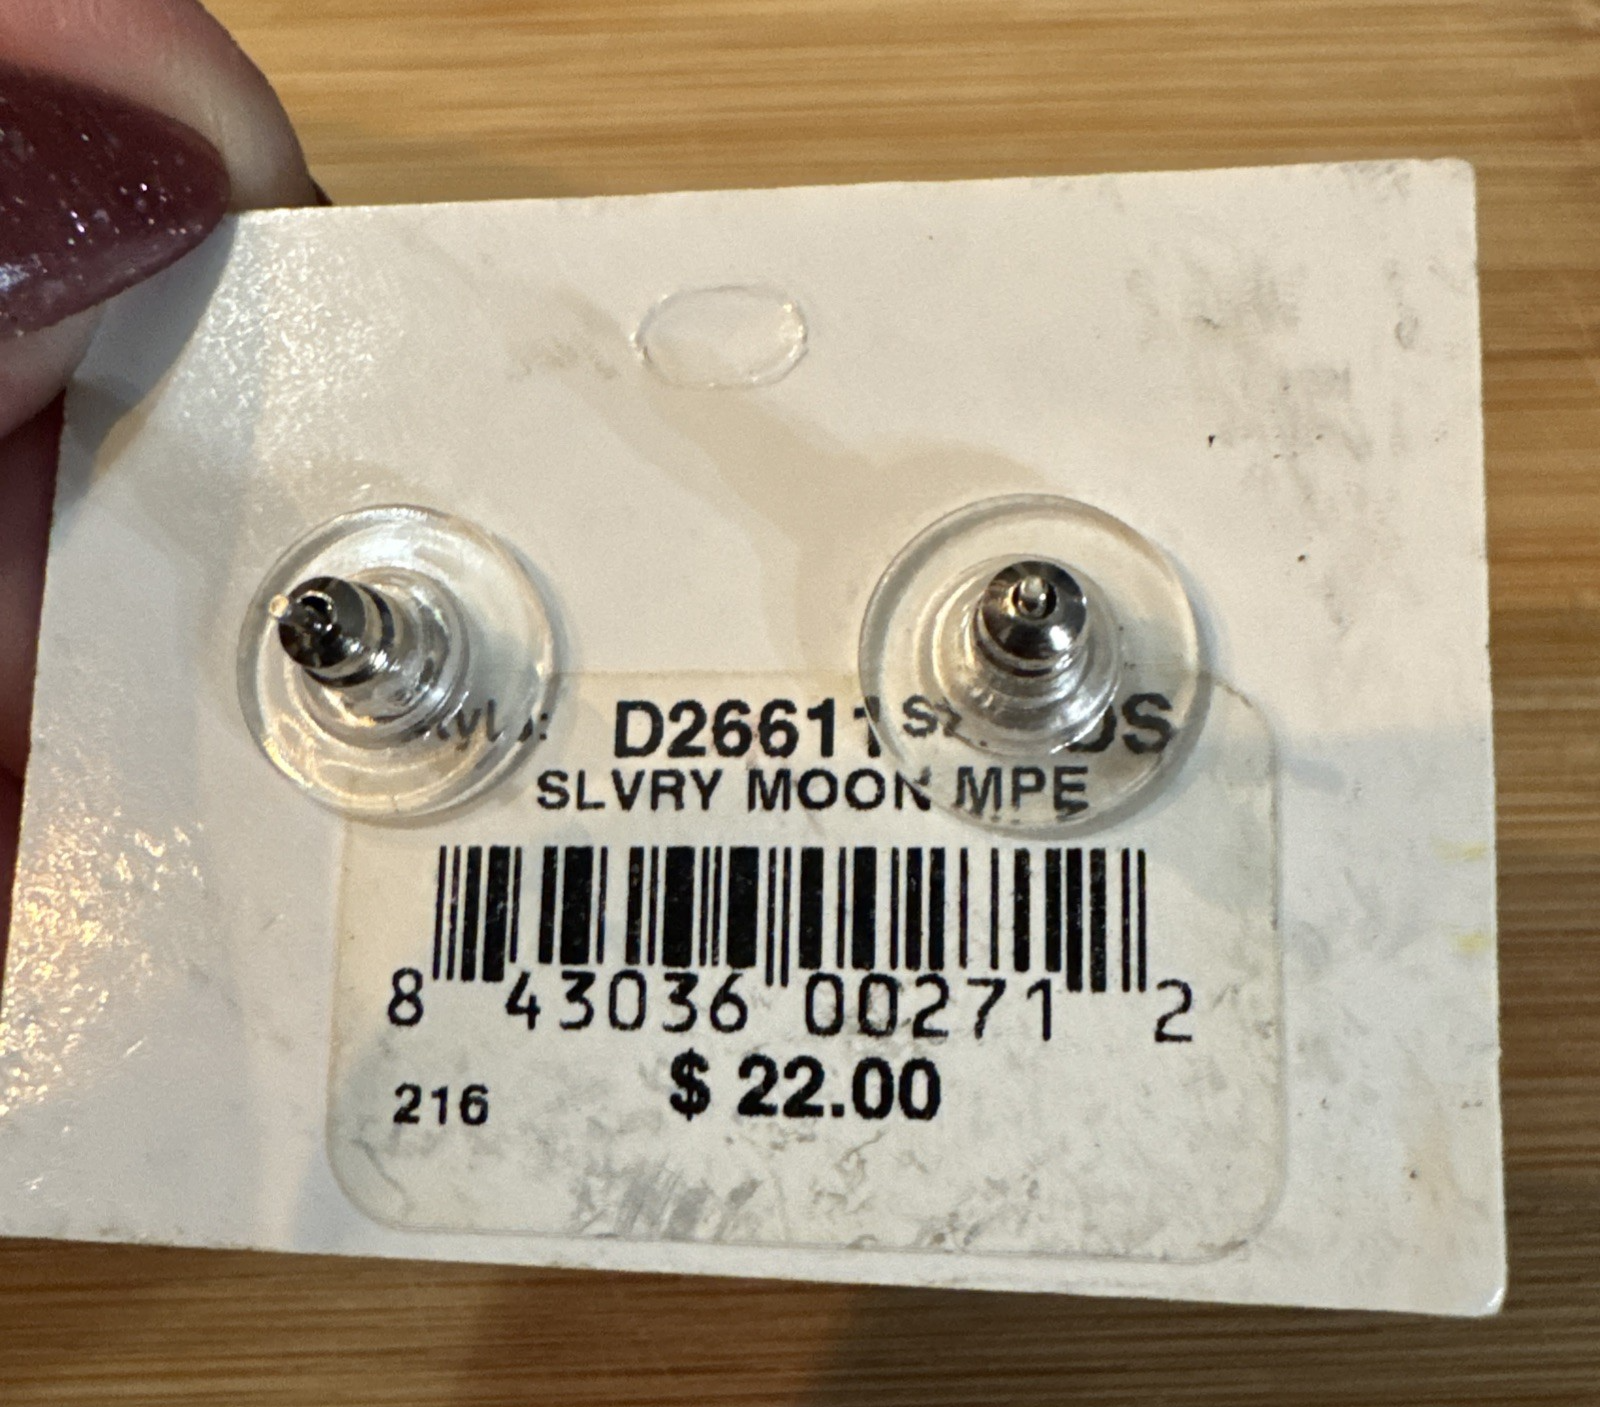 D26611
SLVRY MOON MPE
8 43036 00271 2
216 $ 22.00